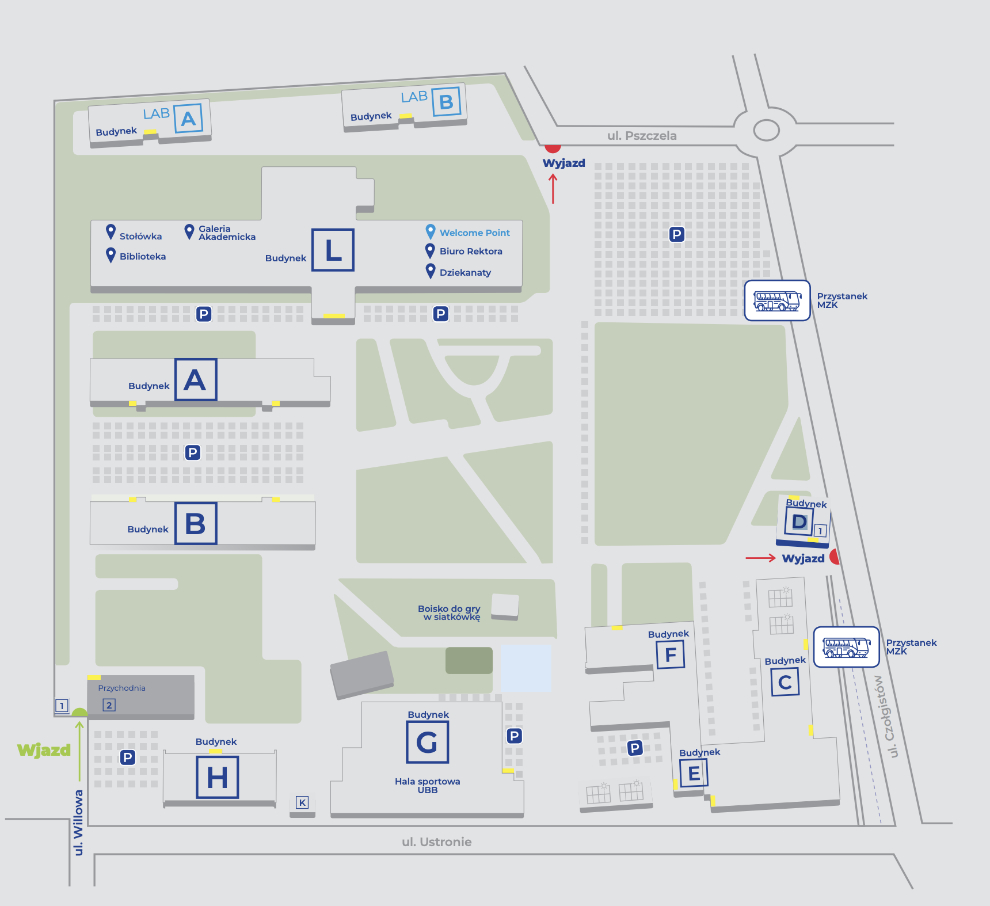 LAB A
Budynek
LAB B
Budynek
ul. Pszczela
Wyjazd
Stołówka
Galeria
Akademicka
Biblioteka
Budynek L
Welcome Point
Biuro Rektora
Dziekanaty
P
P
P
Przystanek
MZK
Budynek A
P
Budynek B
Budynek
D
1
Wyjazd
Boisko do gry
w siatkówkę
Budynek
F
Budynek
C
Przystanek
MZK
ul. Czołgistów
Przychodnia
1
2
Wjazd
P
Budynek
H
K
Budynek
G
Hala sportowa
UBB
P
P
Budynek
E
ul. Willowa
ul. Ustronie